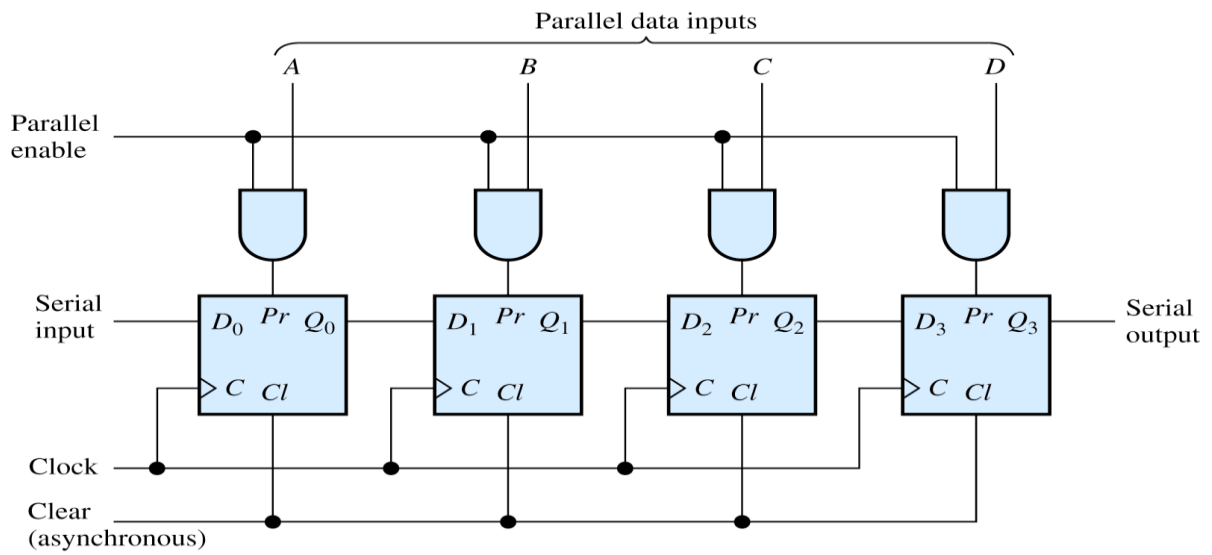 Parallel data inputs
A B C D
Parallel
enable
Serial
input
D₀ Pr Q₀ D₁ Pr Q₁ D₂ Pr Q₂ D₃ Pr Q₃
Serial
output
C Cl C Cl C Cl C Cl
Clock
Clear
(asynchronous)